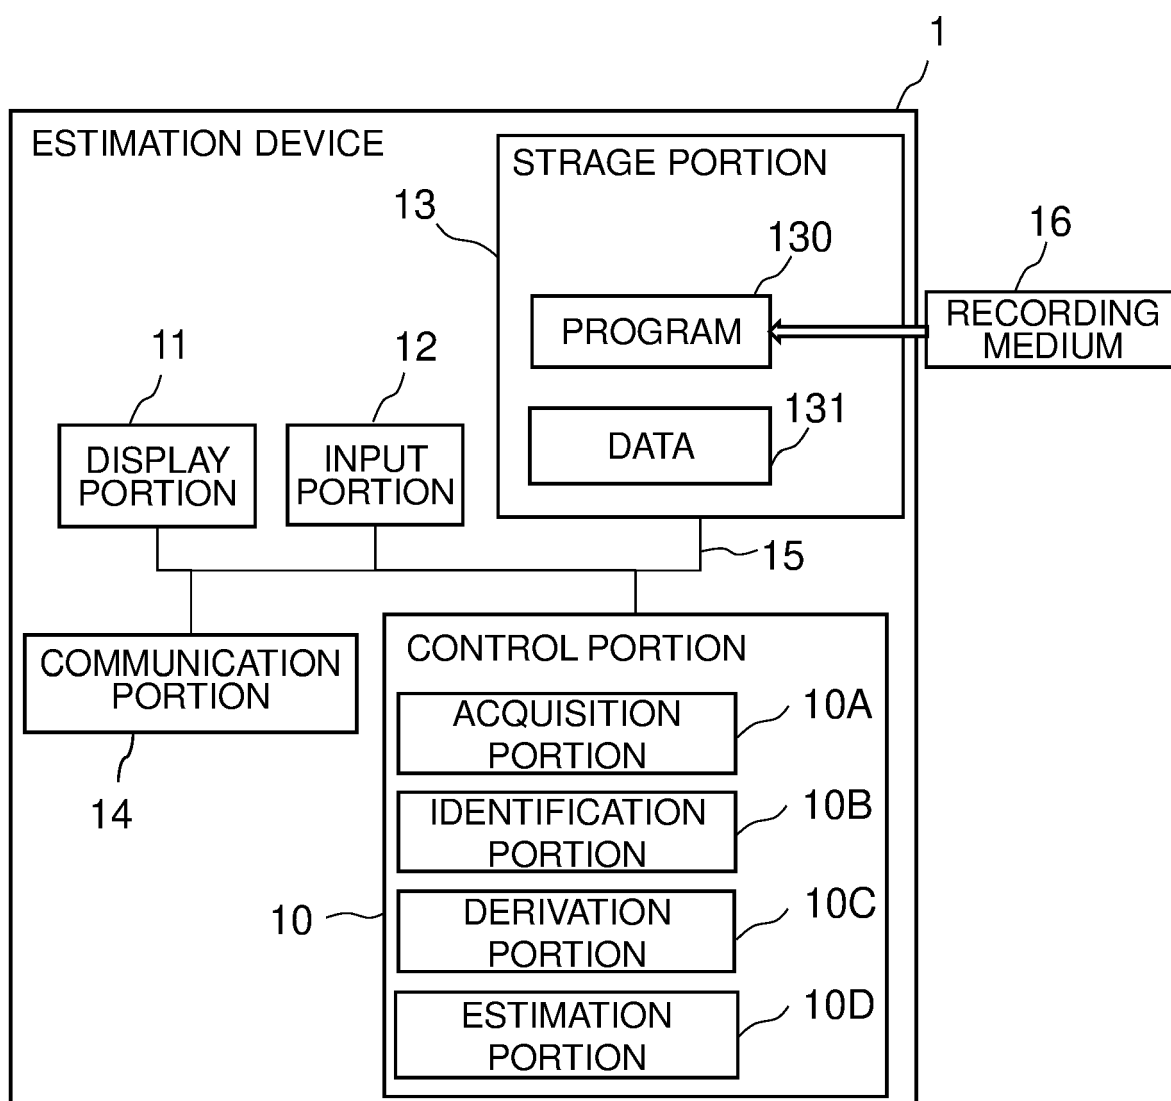 1
ESTIMATION DEVICE
STRAGE PORTION
13
130
16
PROGRAM
RECORDING
MEDIUM
11
12
131
DATA
DISPLAY
PORTION
INPUT
PORTION
15
COMMUNICATION
PORTION
14
CONTROL PORTION
ACQUISITION
PORTION
10A
IDENTIFICATION
PORTION
10B
10
DERIVATION
PORTION
10C
ESTIMATION
PORTION
10D